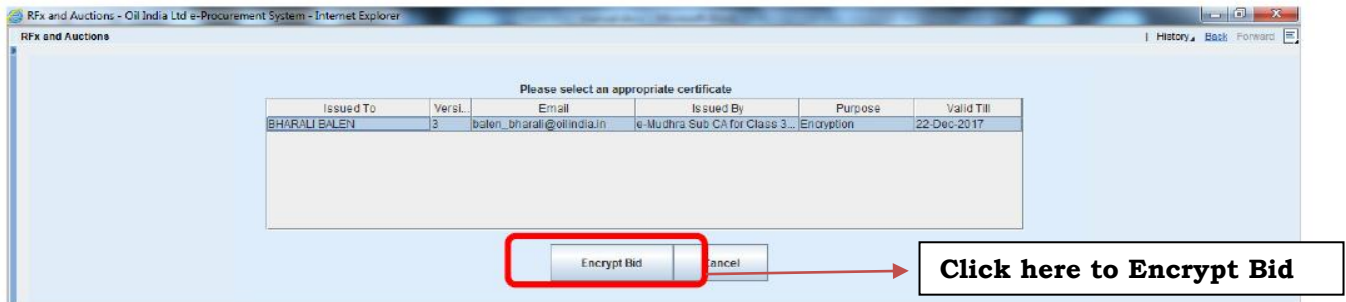 RFx and Auctions - Oil India Ltd e-Procurement System - Internet Explorer
RFx and Auctions | History Back Forward
Please select an appropriate certificate
Issued To Versi... Email Issued By Purpose Valid Till
BHARALI BALEN 3 balen_bharali@oilindia.in e-Mudhra Sub CA for Class 3... Encryption 22-Dec-2017
Encrypt Bid Cancel
Click here to Encrypt Bid